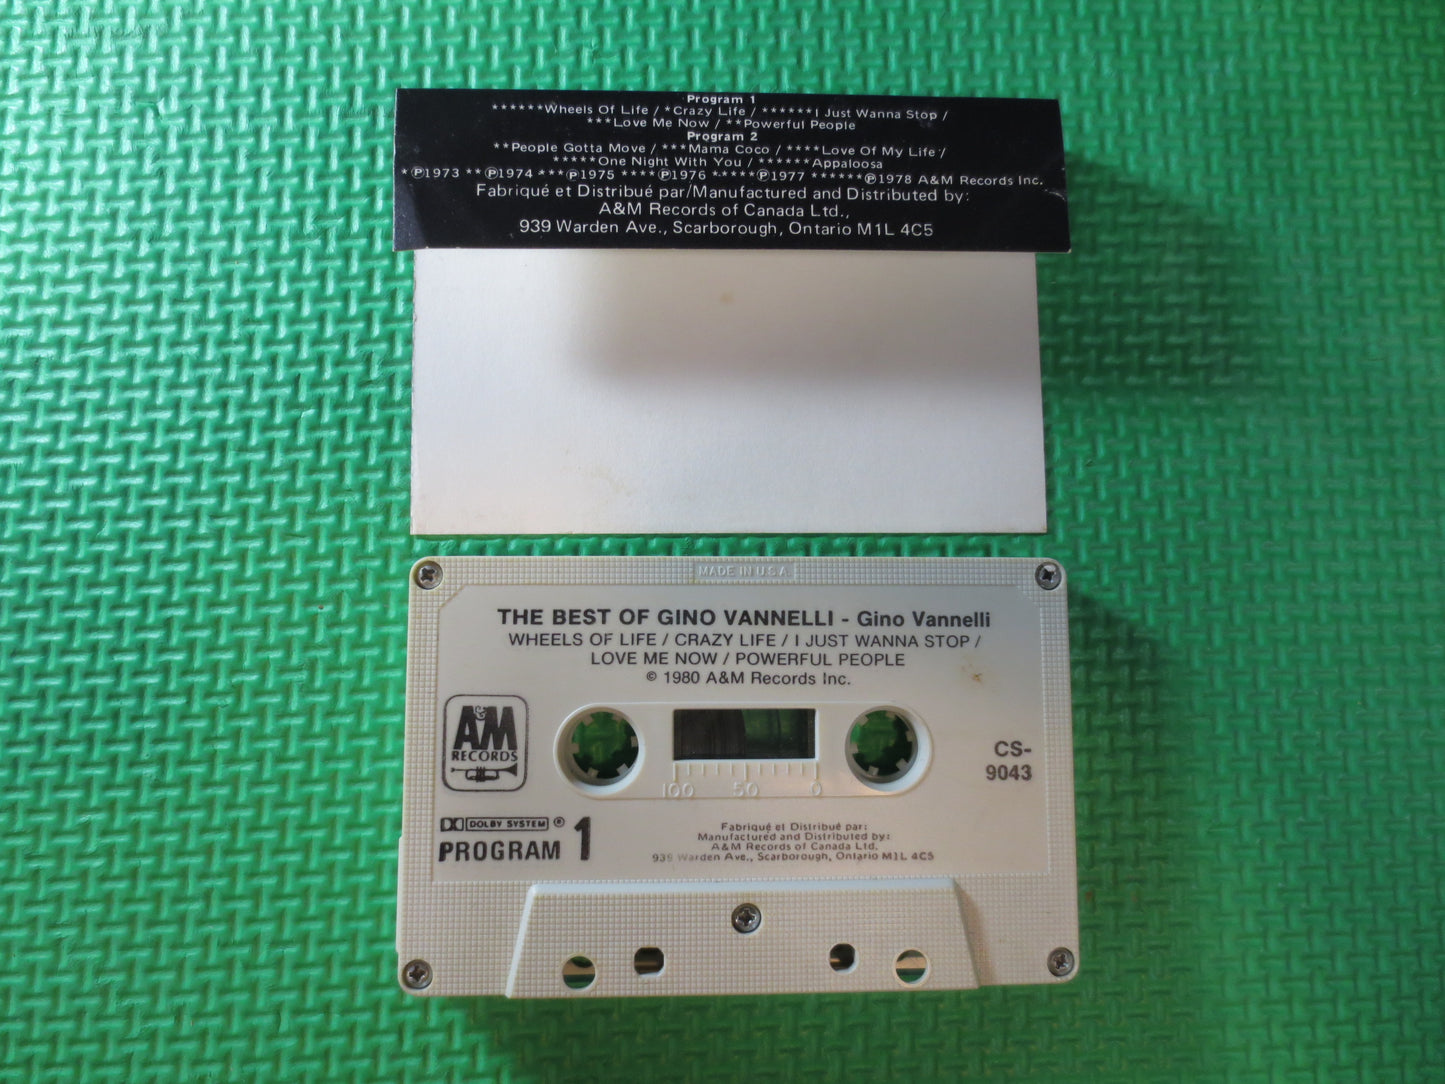 Program 1
******Wheels Of Life / *Crazy Life / ******I Just Wanna Stop /
***Love Me Now / **Powerful People
Program 2
**People Gotta Move / ***Mama Coco / ****Love Of My Life /
*****One Night With You / ******Appaloosa
*℗1973 **℗1974 ***℗1975 ****℗1976 *****℗1977 ******℗1978 A&M Records Inc.
Fabriqué et Distribué par/Manufactured and Distributed by:
A&M Records of Canada Ltd.,
939 Warden Ave., Scarborough, Ontario M1L 4C5
MADE IN U.S.A.
THE BEST OF GINO VANNELLI - Gino Vannelli
WHEELS OF LIFE / CRAZY LIFE / I JUST WANNA STOP /
LOVE ME NOW / POWERFUL PEOPLE
© 1980 A&M Records Inc.
A&M
RECORDS
CS-
9043
100 50 0
DOLBY SYSTEM ®
PROGRAM 1
Fabriqué et Distribué par:
Manufactured and Distributed by:
A&M Records of Canada Ltd.
939 Warden Ave., Scarborough, Ontario M1L 4C5